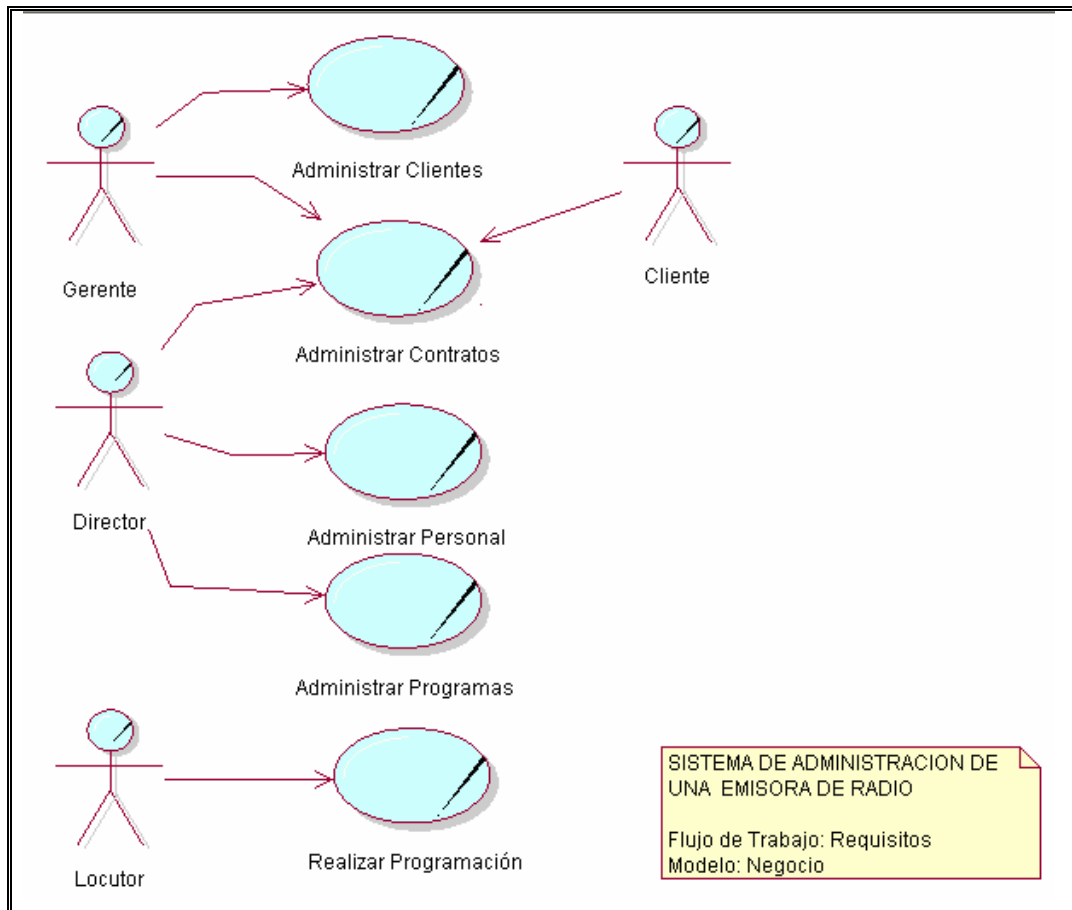 Administrar Clientes
Gerente
Cliente
Administrar Contratos
Director
Administrar Personal
Administrar Programas
Locutor
Realizar Programación
SISTEMA DE ADMINISTRACION DE
UNA EMISORA DE RADIO
Flujo de Trabajo: Requisitos
Modelo: Negocio